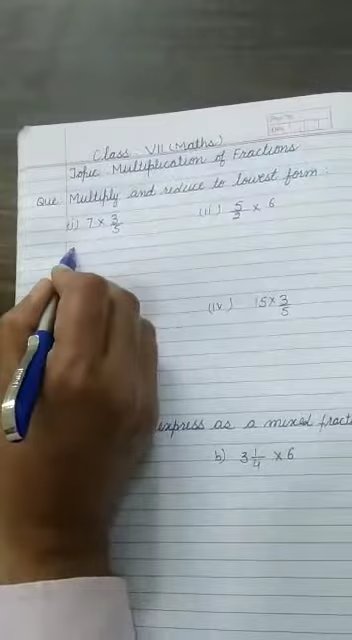 Class - VII (Maths)
Topic - Multiplication of Fractions
Que Multiply and reduce to lowest form :
(i) 7 × 3/5 (ii) 5/3 × 6
(iv) 15 × 3/5
express as a mixed
b) 3 1/4 × 6